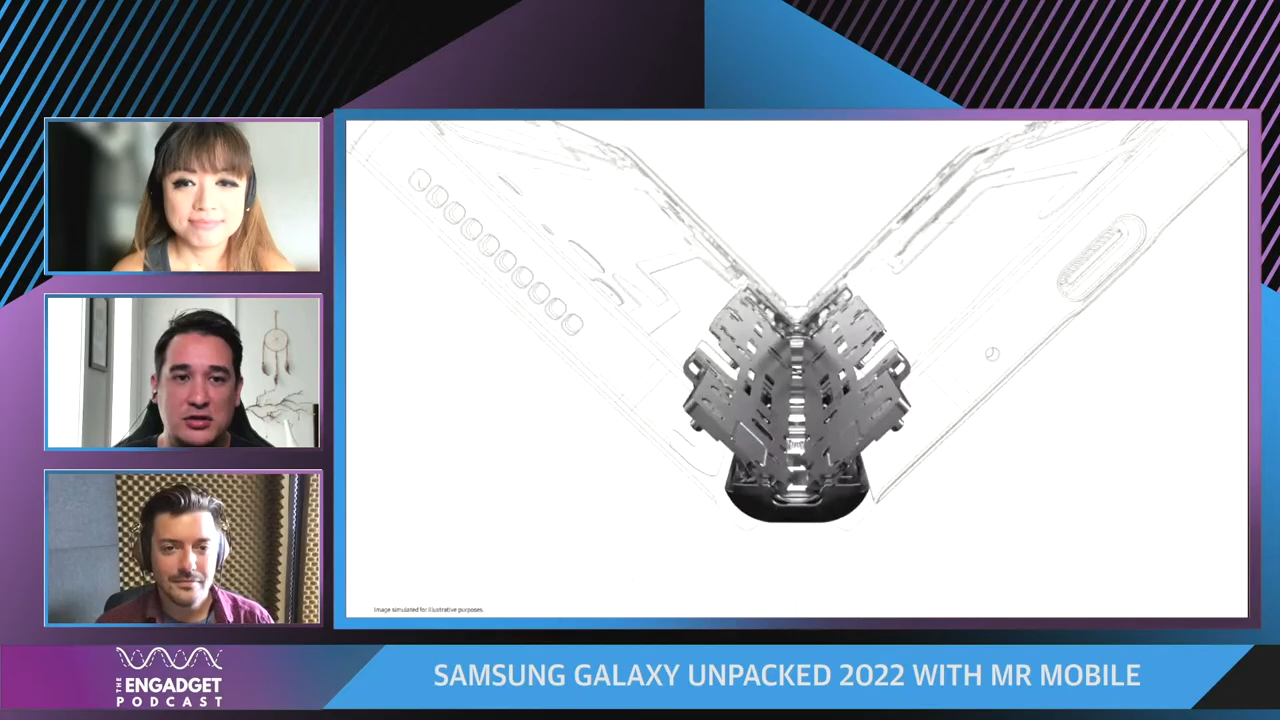 Image simulated for illustrative purposes.
THE
ENGADGET
PODCAST
SAMSUNG GALAXY UNPACKED 2022 WITH MR MOBILE